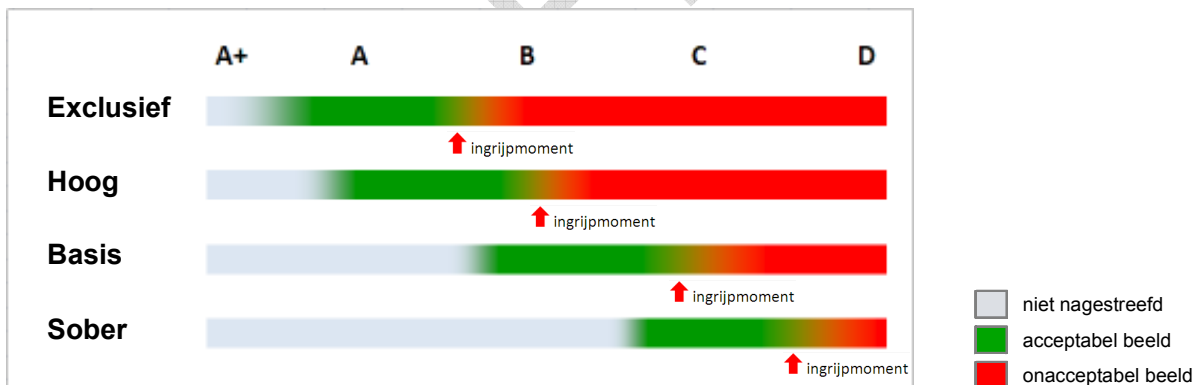 A+ A B C D
Exclusief
ingrijpmoment
Hoog
ingrijpmoment
Basis
ingrijpmoment
Sober
ingrijpmoment
niet nagestreefd
acceptabel beeld
onacceptabel beeld